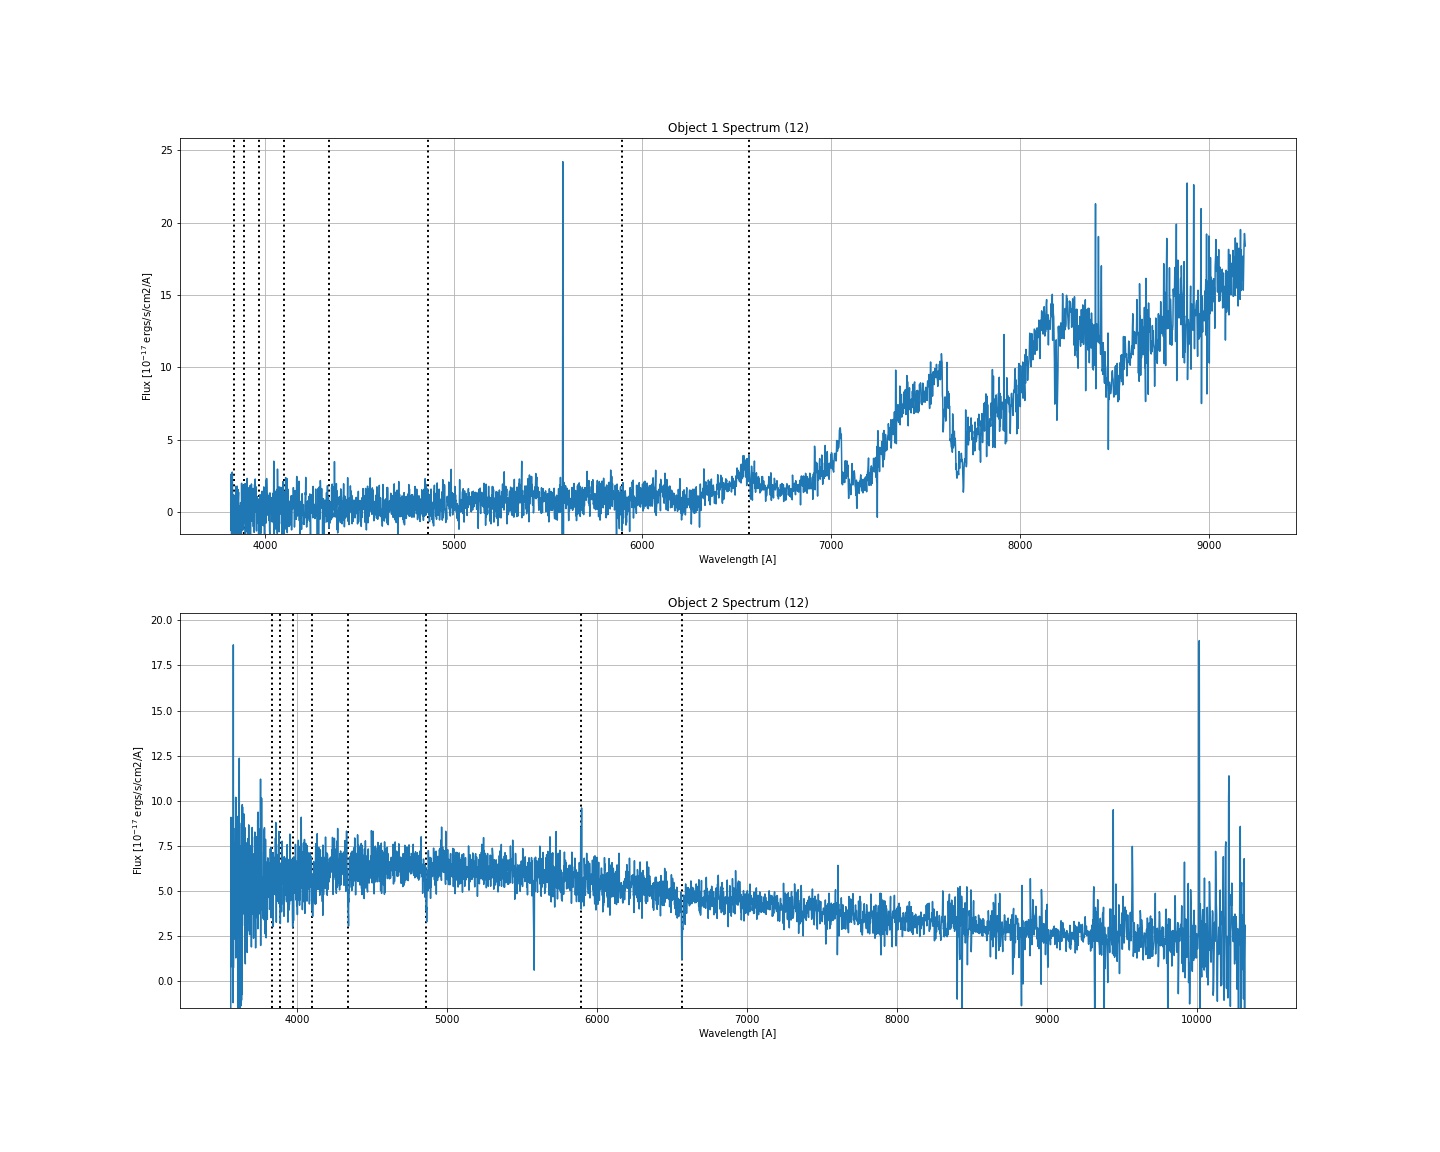 Object 1 Spectrum (12)
25
20
15
10
5
0
Flux [10⁻¹⁷ ergs/s/cm2/A]
4000 5000 6000 7000 8000 9000
Wavelength [A]
Object 2 Spectrum (12)
20.0
17.5
15.0
12.5
10.0
7.5
5.0
2.5
0.0
Flux [10⁻¹⁷ ergs/s/cm2/A]
4000 5000 6000 7000 8000 9000 10000
Wavelength [A]